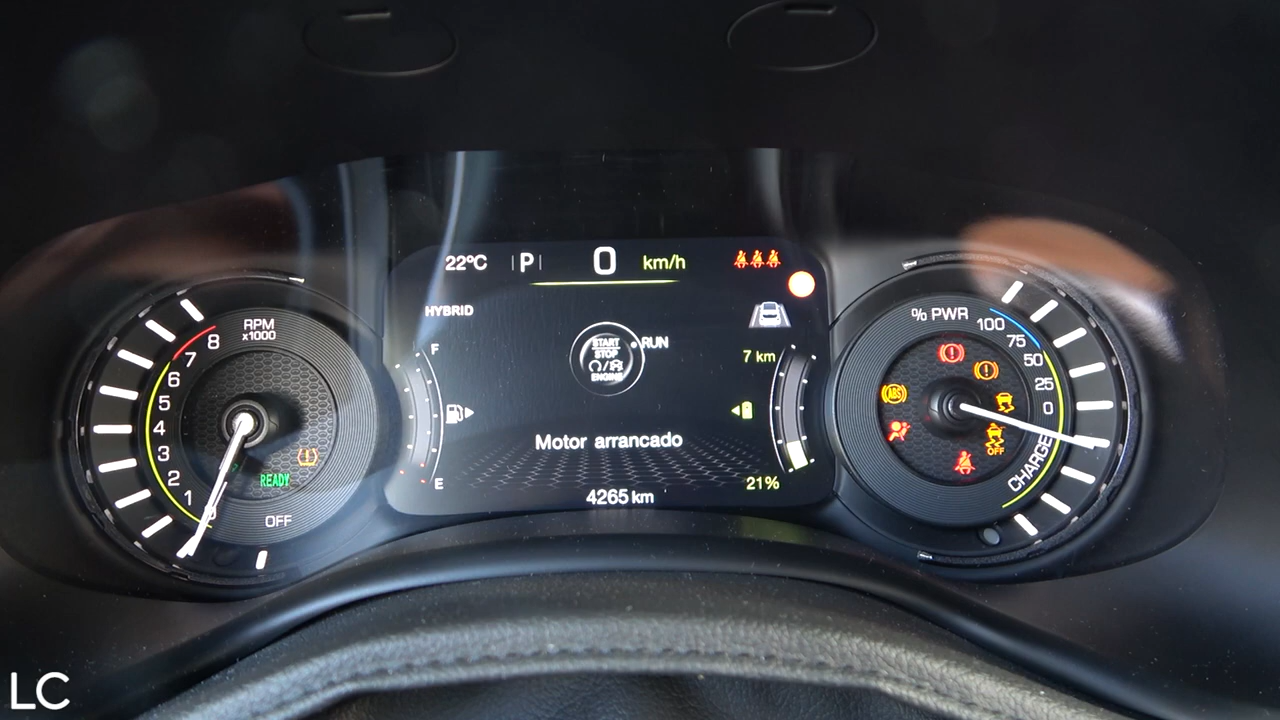 22°C
P
0
km/h
HYBRID
START
STOP
ENGINE
RUN
7 km
F
E
Motor arrancado
4265 km
21%
RPM
x1000
8
7
6
5
4
3
2
1
0
READY
OFF
% PWR
100
75
50
25
0
CHARGE
ABS
OFF
LC